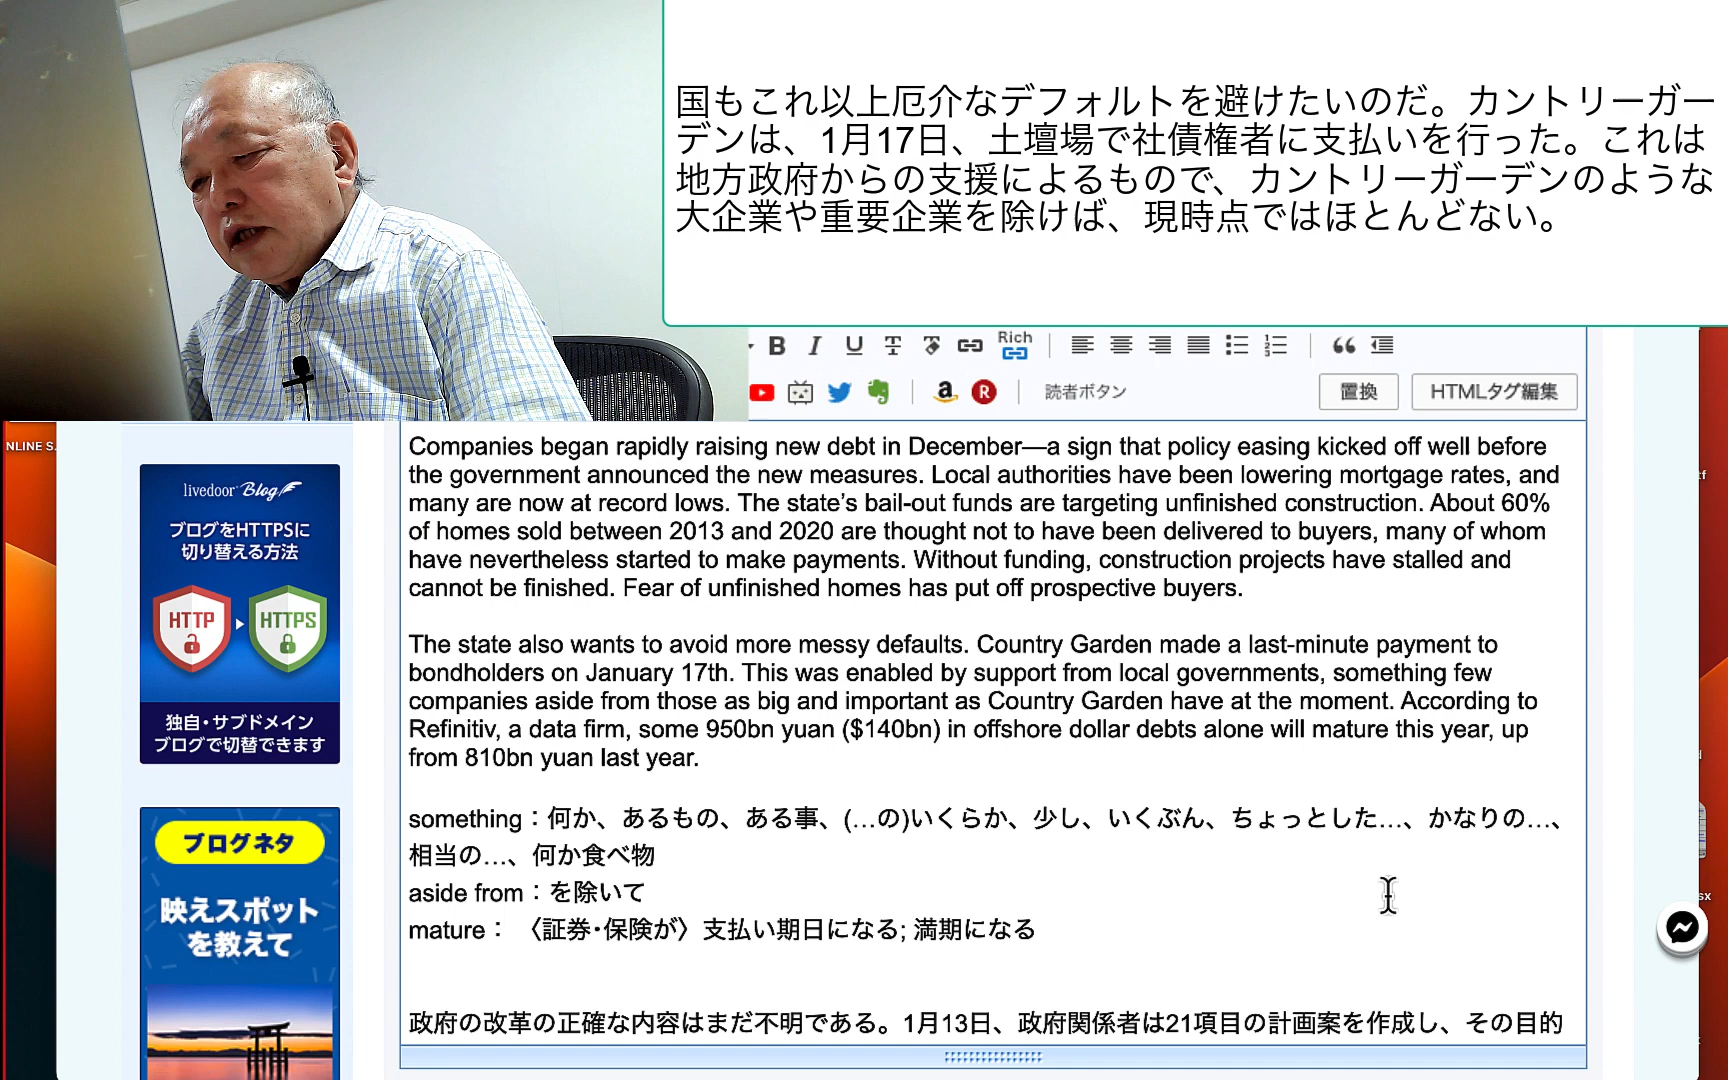 国もこれ以上厄介なデフォルトを避けたいのだ。カントリーガー
デンは、1月17日、土壇場で社債権者に支払いを行った。これは
地方政府からの支援によるもので、カントリーガーデンのような
大企業や重要企業を除けば、現時点ではほとんどない。
B I U T Rich
a R 読者ボタン 置換 HTMLタグ編集
NLINE S.
livedoor Blog
ブログをHTTPSに
切り替える方法
HTTP HTTPS
独自・サブドメイン
ブログで切替できます
ブログネタ
映えスポット
を教えて
Companies began rapidly raising new debt in December—a sign that policy easing kicked off well before
the government announced the new measures. Local authorities have been lowering mortgage rates, and
many are now at record lows. The state's bail-out funds are targeting unfinished construction. About 60%
of homes sold between 2013 and 2020 are thought not to have been delivered to buyers, many of whom
have nevertheless started to make payments. Without funding, construction projects have stalled and
cannot be finished. Fear of unfinished homes has put off prospective buyers.
The state also wants to avoid more messy defaults. Country Garden made a last-minute payment to
bondholders on January 17th. This was enabled by support from local governments, something few
companies aside from those as big and important as Country Garden have at the moment. According to
Refinitiv, a data firm, some 950bn yuan ($140bn) in offshore dollar debts alone will mature this year, up
from 810bn yuan last year.
something：何か、あるもの、ある事、(…の)いくらか、少し、いくぶん、ちょっとした…、かなりの…、
相当の…、何か食べ物
aside from：を除いて
mature： 〈証券・保険が〉支払い期日になる; 満期になる
政府の改革の正確な内容はまだ不明である。1月13日、政府関係者は21項目の計画案を作成し、その目的